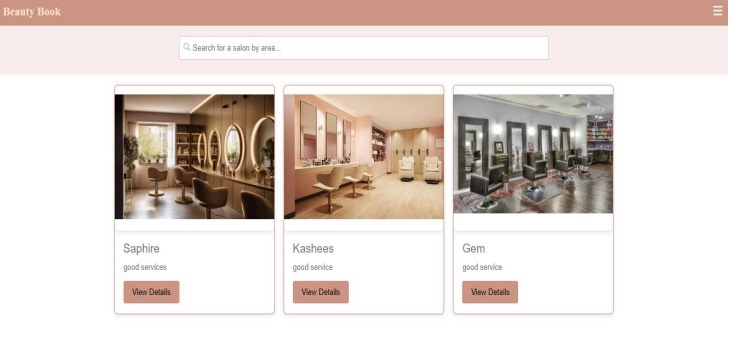 Beauty Book
Search for a salon by area...
Saphire
good services
View Details
Kashees
good service
View Details
Gem
good service
View Details